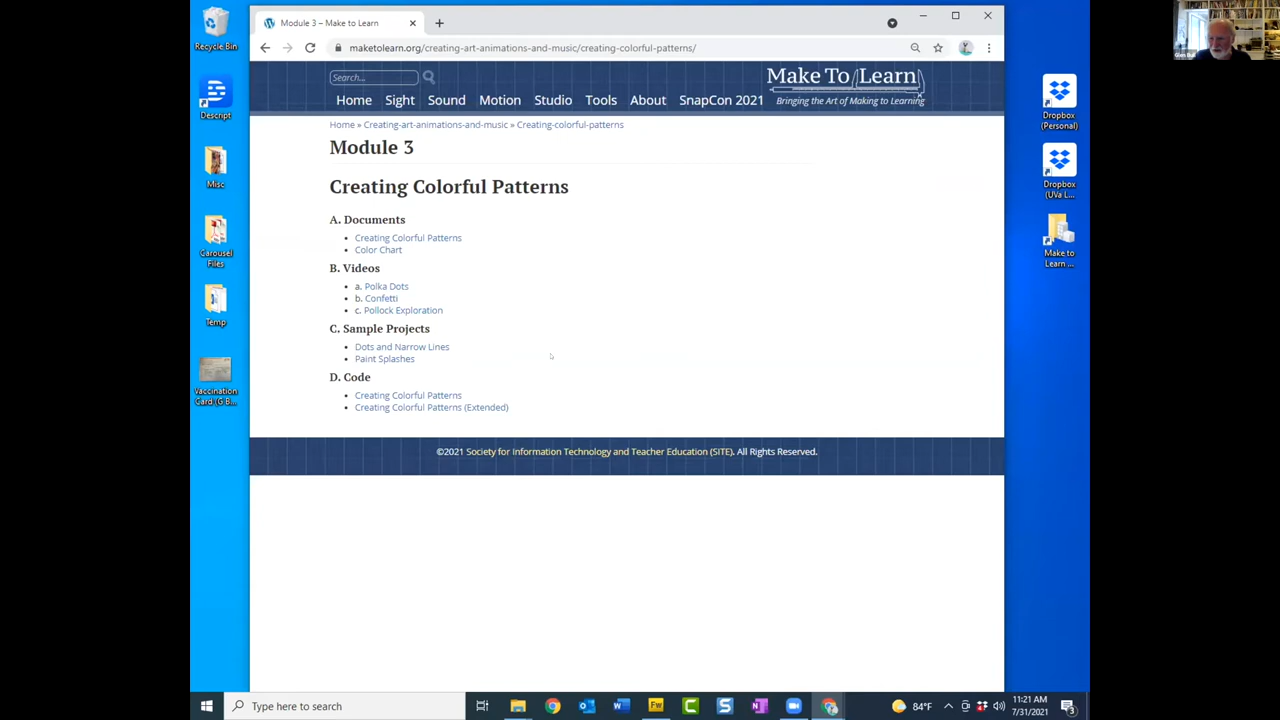 Recycle Bin
Descript
Misc
Carousel
Files
Temp
Vaccination
Card (G B...
Module 3 – Make to Learn
maketolearn.org/creating-art-animations-and-music/creating-colorful-patterns/
Search...
Make To Learn
Bringing the Art of Making to Learning
Home Sight Sound Motion Studio Tools About SnapCon 2021
Home » Creating-art-animations-and-music » Creating-colorful-patterns
Module 3
Creating Colorful Patterns
A. Documents
Creating Colorful Patterns
Color Chart
B. Videos
a. Polka Dots
b. Confetti
c. Pollock Exploration
C. Sample Projects
Dots and Narrow Lines
Paint Splashes
D. Code
Creating Colorful Patterns
Creating Colorful Patterns (Extended)
©2021 Society for Information Technology and Teacher Education (SITE). All Rights Reserved.
Dropbox
(Personal)
Dropbox
(UVa L...
Make to
Learn ...
Glen Bull
Type here to search
Fw
84°F
11:21 AM
7/31/2021
3